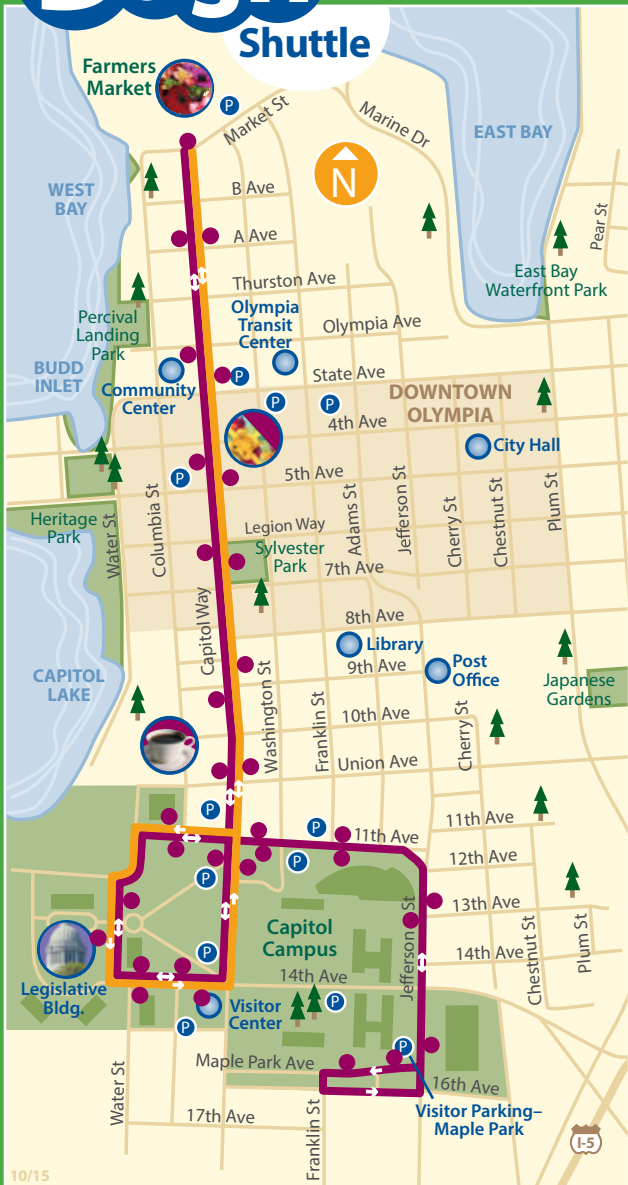 Dash
Shuttle
Farmers
Market
P
Market St
Marine Dr
EAST BAY
N
WEST
BAY
B Ave
A Ave
Pear St
Thurston Ave
East Bay
Waterfront Park
Olympia
Transit
Center
Percival
Landing
Park
Olympia Ave
BUDD
INLET
Community
Center
P
State Ave
P
P
DOWNTOWN
OLYMPIA
4th Ave
City Hall
P
5th Ave
Heritage
Park
Water St
Columbia St
Adams St
Jefferson St
Cherry St
Chestnut St
Plum St
Legion Way
Sylvester
Park
7th Ave
8th Ave
Capitol Way
Library
9th Ave
Post
Office
CAPITOL
LAKE
Japanese
Gardens
Washington St
Franklin St
10th Ave
Cherry St
Union Ave
P
P
11th Ave
11th Ave
P
12th Ave
P
13th Ave
Capitol
Campus
Jefferson St
Chestnut St
Plum St
14th Ave
P
Legislative
Bldg.
14th Ave
Visitor
Center
P
P
P
Maple Park Ave
16th Ave
Water St
17th Ave
Franklin St
Visitor Parking–
Maple Park
I-5
10/15